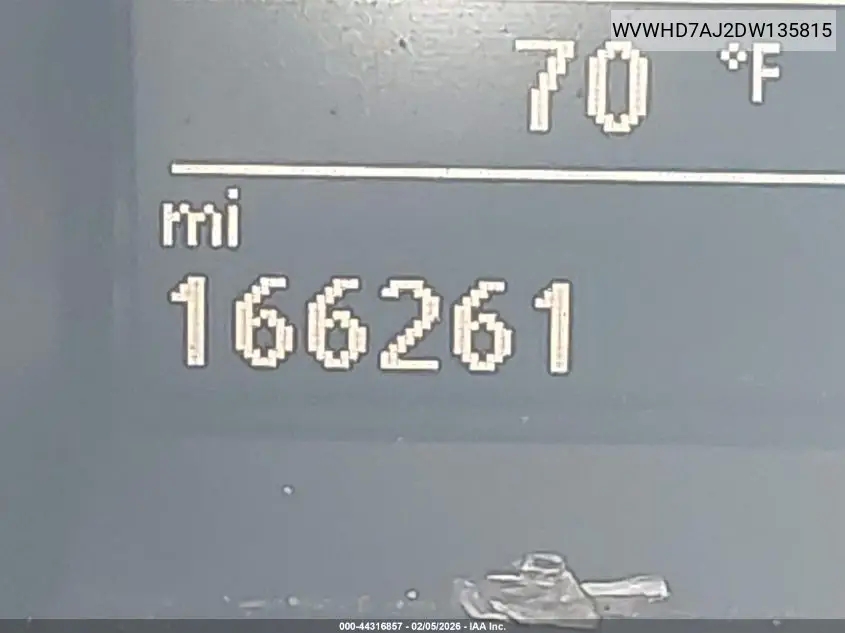 WVWHD7AJ2DW135815
70 °F
mi
166261
000-44316857 - 02/05/2026 - IAA Inc.